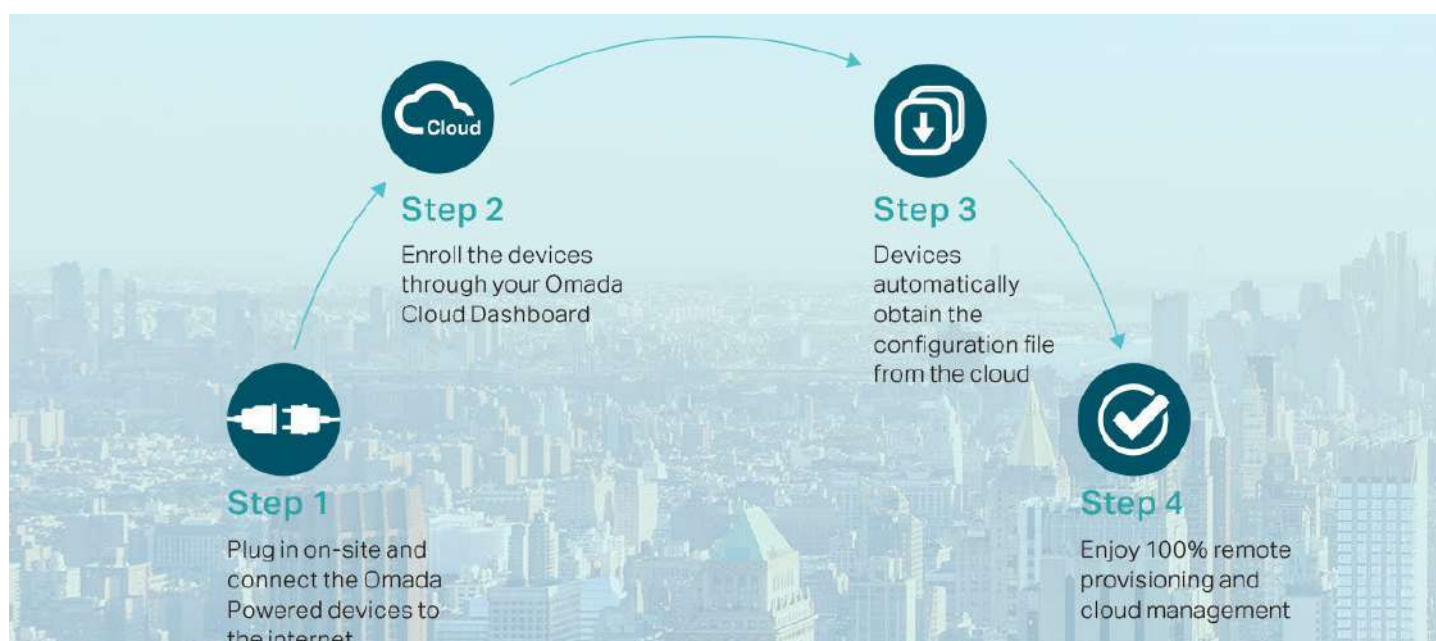 Cloud
Step 2
Enroll the devices
through your Omada
Cloud Dashboard
Step 3
Devices
automatically
obtain the
configuration file
from the cloud
Step 1
Plug in on-site and
connect the Omada
Powered devices to
the internet
Step 4
Enjoy 100% remote
provisioning and
cloud management